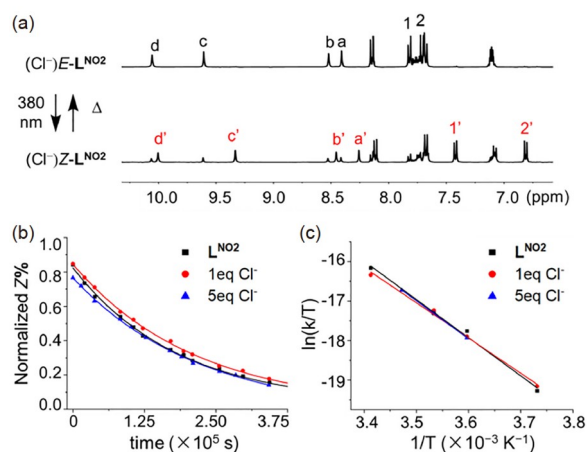 (a)
1 2
d c b a
(Cl⁻)E-L^NO2
380 nm Δ
d' c' b' a' 1' 2'
(Cl⁻)Z-L^NO2
10.0 9.5 9.0 8.5 8.0 7.5 7.0 (ppm)
(b)
Normalized Z%
1.0
0.8
0.6
0.4
0.2
0.0
L^NO2
1eq Cl⁻
5eq Cl⁻
0 1.25 2.50 3.75
time (×10⁵ s)
(c)
ln(k/T)
-16
-17
-18
-19
L^NO2
1eq Cl⁻
5eq Cl⁻
3.4 3.5 3.6 3.7 3.8
1/T (×10⁻³ K⁻¹)